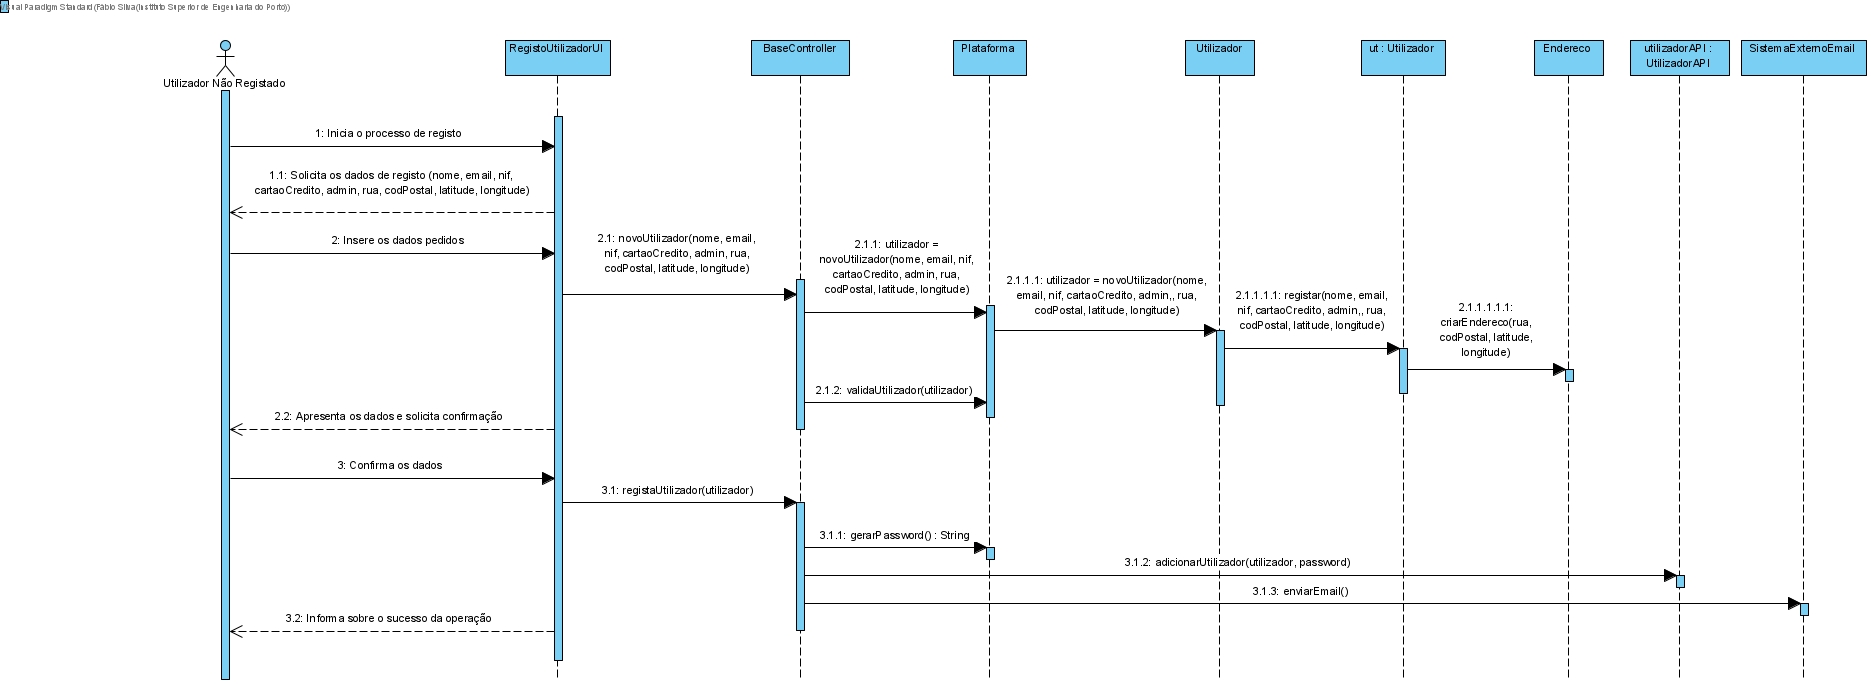 Visual Paradigm Standard (Fábio Silva(Instituto Superior de Engenharia do Porto))
Utilizador Não Registado
RegistoUtilizadorUI
BaseController
Plataforma
Utilizador
ut : Utilizador
Endereco
utilizadorAPI :
UtilizadorAPI
SistemaExternoEmail
1: Inicia o processo de registo
1.1: Solicita os dados de registo (nome, email, nif,
cartaoCredito, admin, rua, codPostal, latitude, longitude)
2: Insere os dados pedidos
2.1: novoUtilizador(nome, email,
nif, cartaoCredito, admin, rua,
codPostal, latitude, longitude)
2.1.1: utilizador =
novoUtilizador(nome, email, nif,
cartaoCredito, admin, rua,
codPostal, latitude, longitude)
2.1.1.1: utilizador = novoUtilizador(nome,
email, nif, cartaoCredito, admin,, rua,
codPostal, latitude, longitude)
2.1.1.1.1: registar(nome, email,
nif, cartaoCredito, admin,, rua,
codPostal, latitude, longitude)
2.1.1.1.1.1:
criarEndereco(rua,
codPostal, latitude,
longitude)
2.1.2: validaUtilizador(utilizador)
2.2: Apresenta os dados e solicita confirmação
3: Confirma os dados
3.1: registaUtilizador(utilizador)
3.1.1: gerarPassword() : String
3.1.2: adicionarUtilizador(utilizador, password)
3.1.3: enviarEmail()
3.2: Informa sobre o sucesso da operação